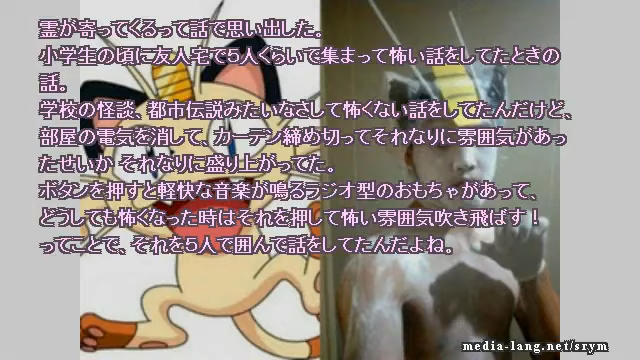 霊が寄ってくるって話で思い出した。
小学生の頃に友人宅で５人くらいで集まって怖い話をしてたときの
話。
学校の怪談、都市伝説みたいなさして怖くない話をしてたんだけど、
部屋の電気を消して、カーテン締め切ってそれなりに雰囲気があっ
たせいか それなりに盛り上がってた。
ボタンを押すと軽快な音楽が鳴るラジオ型のおもちゃがあって、
どうしても怖くなった時はそれを押して怖い雰囲気吹き飛ばす！
ってことで、それを５人で囲んで話をしてたんだよね。
media-lang.net/srym